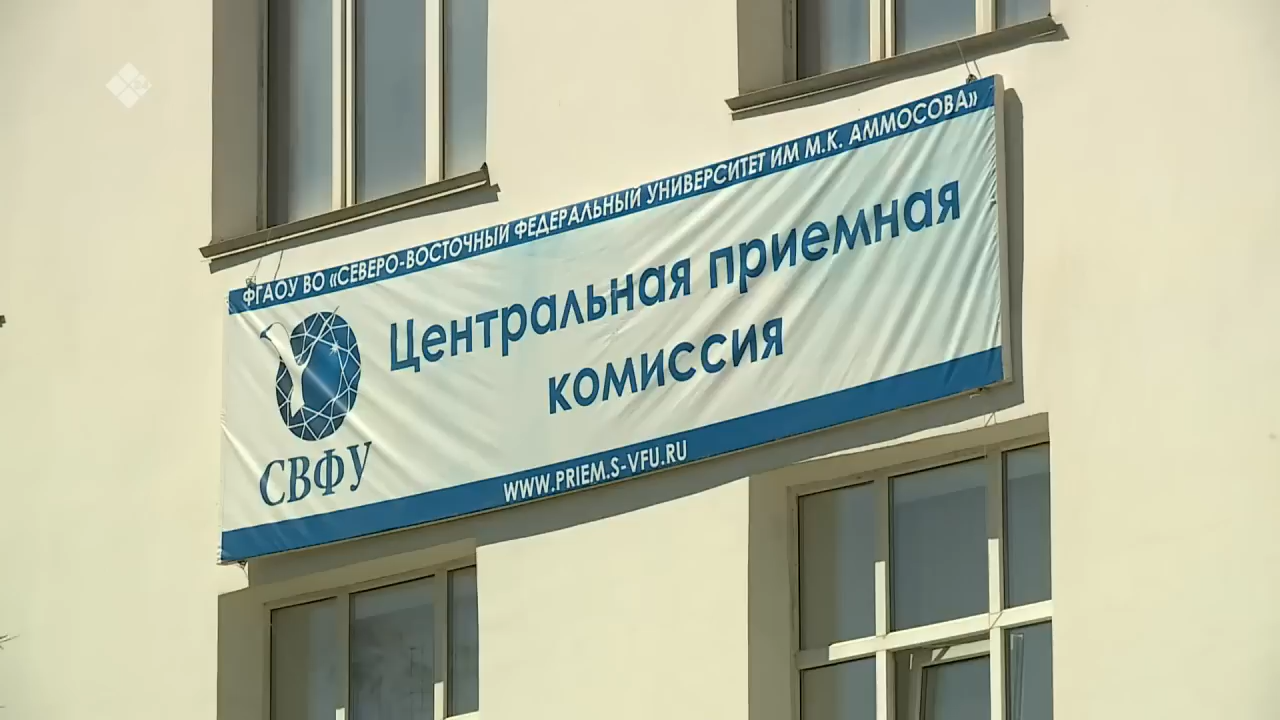 ФГАОУ ВО «СЕВЕРО-ВОСТОЧНЫЙ ФЕДЕРАЛЬНЫЙ УНИВЕРСИТЕТ ИМ М.К. АММОСОВА»
Центральная приемная
комиссия
СВФУ
WWW.PRIEM.S-VFU.RU